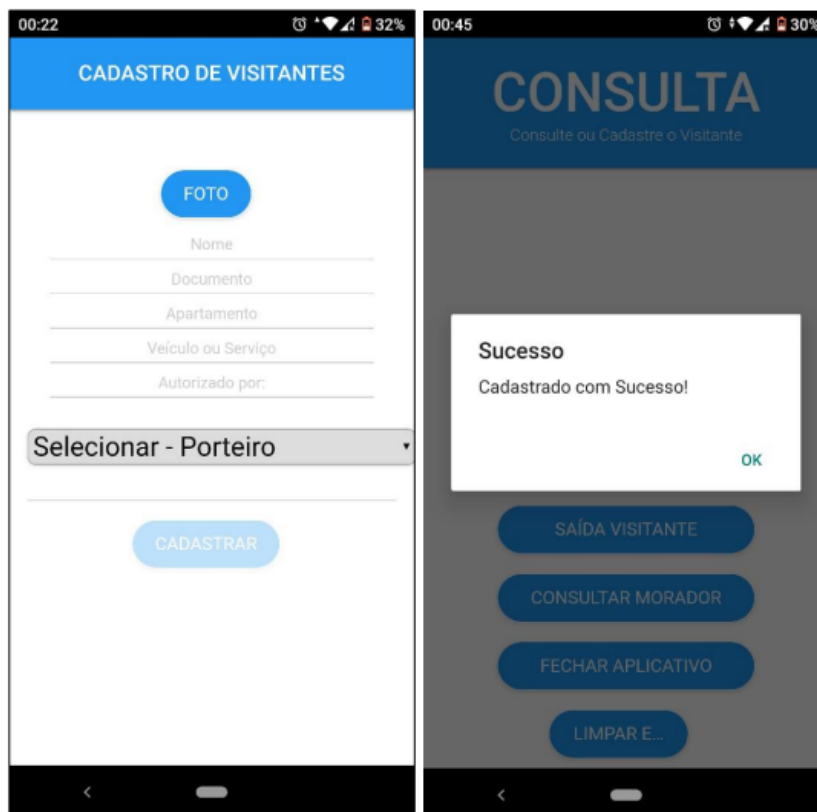 00:22
32%
CADASTRO DE VISITANTES
FOTO
Nome
Documento
Apartamento
Veículo ou Serviço
Autorizado por:
Selecionar - Porteiro
CADASTRAR
00:45
30%
CONSULTA
Consulte ou Cadastre o Visitante
Sucesso
Cadastrado com Sucesso!
OK
SAÍDA VISITANTE
CONSULTAR MORADOR
FECHAR APLICATIVO
LIMPAR E...